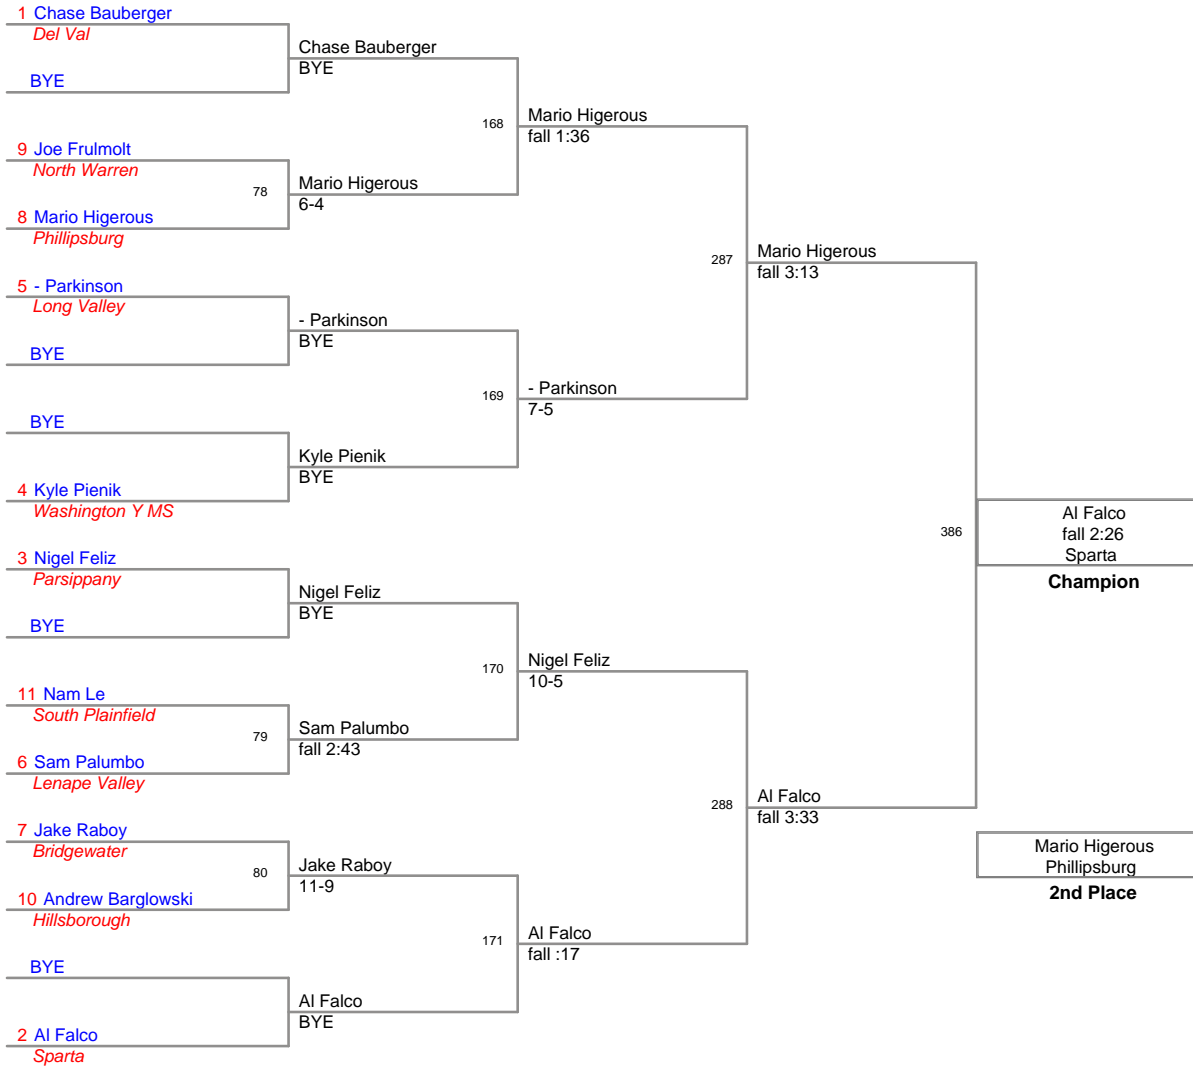 1 Chase Bauberger
Del Val
BYE
9 Joe Frulmolt
North Warren
8 Mario Higerous
Phillipsburg
5 - Parkinson
Long Valley
BYE
BYE
4 Kyle Pienik
Washington Y MS
3 Nigel Feliz
Parsippany
BYE
11 Nam Le
South Plainfield
6 Sam Palumbo
Lenape Valley
7 Jake Raboy
Bridgewater
10 Andrew Barglowski
Hillsborough
BYE
2 Al Falco
Sparta
78
79
80
Chase Bauberger
BYE
Mario Higerous
6-4
- Parkinson
BYE
Kyle Pienik
BYE
Nigel Feliz
BYE
Sam Palumbo
fall 2:43
Jake Raboy
11-9
Al Falco
BYE
168
169
170
171
Mario Higerous
fall 1:36
- Parkinson
7-5
Nigel Feliz
10-5
Al Falco
fall :17
287
288
Mario Higerous
fall 3:13
Al Falco
fall 3:33
386
Al Falco
fall 2:26
Sparta
Champion
Mario Higerous
Phillipsburg
2nd Place